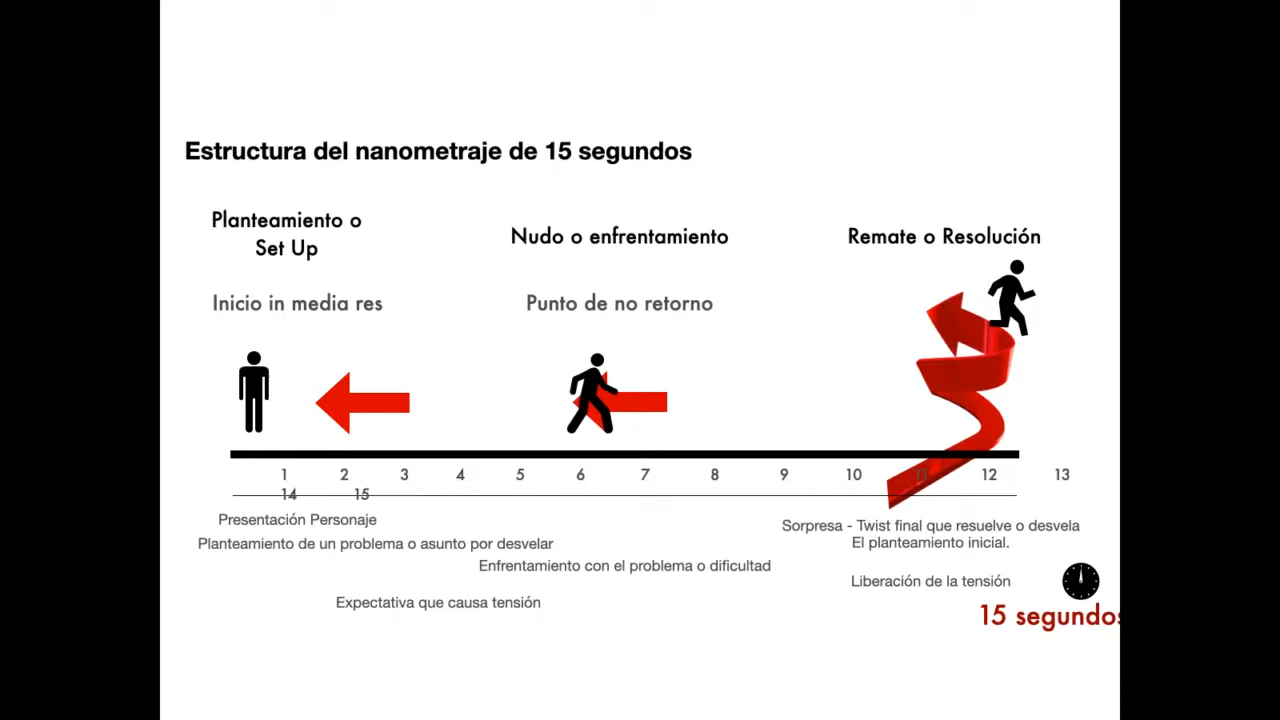 Estructura del nanometraje de 15 segundos
Planteamiento o
Set Up
Nudo o enfrentamiento
Remate o Resolución
Inicio in media res
Punto de no retorno
1 2 3 4 5 6 7 8 9 10 11 12 13
14 15
Presentación Personaje
Planteamiento de un problema o asunto por desvelar
Enfrentamiento con el problema o dificultad
Expectativa que causa tensión
Sorpresa - Twist final que resuelve o desvela
El planteamiento inicial.
Liberación de la tensión
15 segundos